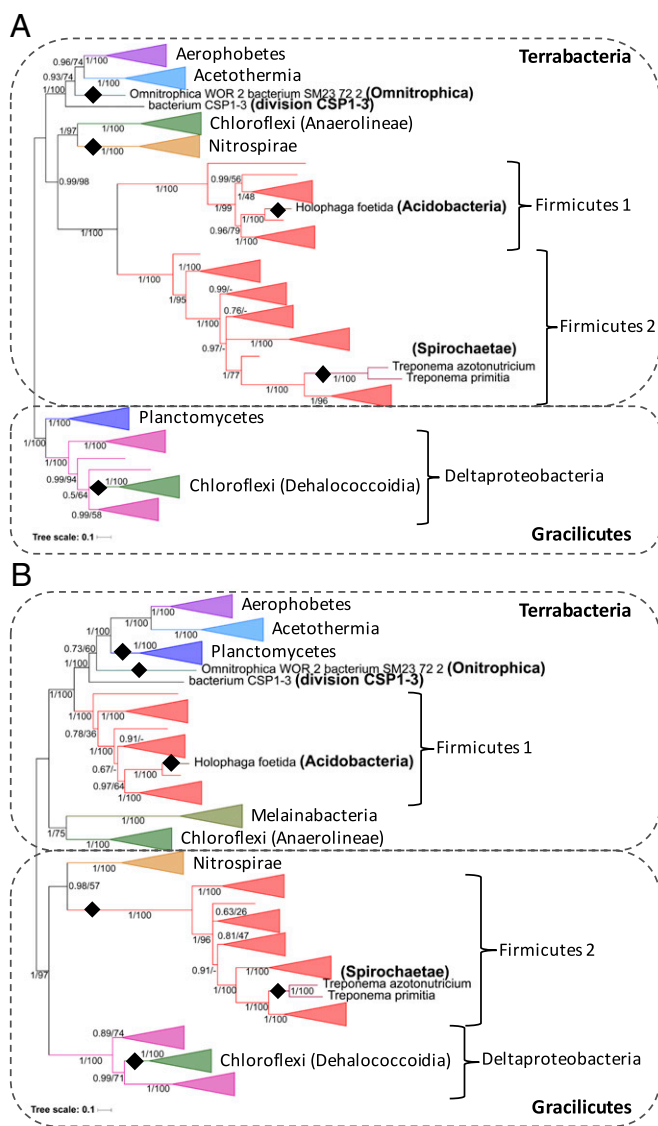 A
Terrabacteria
0.96/74
1/100
Aerophobetes
0.93/74
1/100
Acetothermia
1/100
Omnitrophica WOR 2 bacterium SM23 72 2 (Omnitrophica)
bacterium CSP1-3 (division CSP1-3)
1/97
1/100
Chloroflexi (Anaerolineae)
1/100
Nitrospirae
0.99/98
0.99/56
1/100
1/48
Firmicutes 1
1/99
Holophaga foetida (Acidobacteria)
0.96/79
1/100
1/100
1/100
1/100
1/95
0.99/-
0.76/-
1/100
Firmicutes 2
0.97/-
1/100
(Spirochaetae)
1/77
1/100
Treponema azotonutricium
Treponema primitia
1/96
1/100
Planctomycetes
1/100
1/100
0.99/94
1/100
Chloroflexi (Dehalococcoidia)
Deltaproteobacteria
0.5/64
0.99/58
Tree scale: 0.1
Gracilicutes
B
Terrabacteria
1/100
Aerophobetes
1/100
1/100
Acetothermia
0.73/60
1/100
Planctomycetes
1/100
Omnitrophica WOR 2 bacterium SM23 72 2 (Onitrophica)
bacterium CSP1-3 (division CSP1-3)
1/100
1/100
1/100
0.78/36
0.91/-
1/100
Firmicutes 1
0.67/-
1/100
Holophaga foetida (Acidobacteria)
0.97/64
1/100
1/100
Melainabacteria
1/75
1/100
Chloroflexi (Anaerolineae)
1/100
Nitrospirae
0.98/57
1/100
1/100
0.63/26
1/96
0.81/47
Firmicutes 2
0.91/-
1/100
(Spirochaetae)
1/100
1/100
Treponema azotonutricium
Treponema primitia
1/100
1/97
0.89/74
1/100
1/100
Chloroflexi (Dehalococcoidia)
Deltaproteobacteria
0.99/71
1/100
Tree scale: 0.1
Gracilicutes